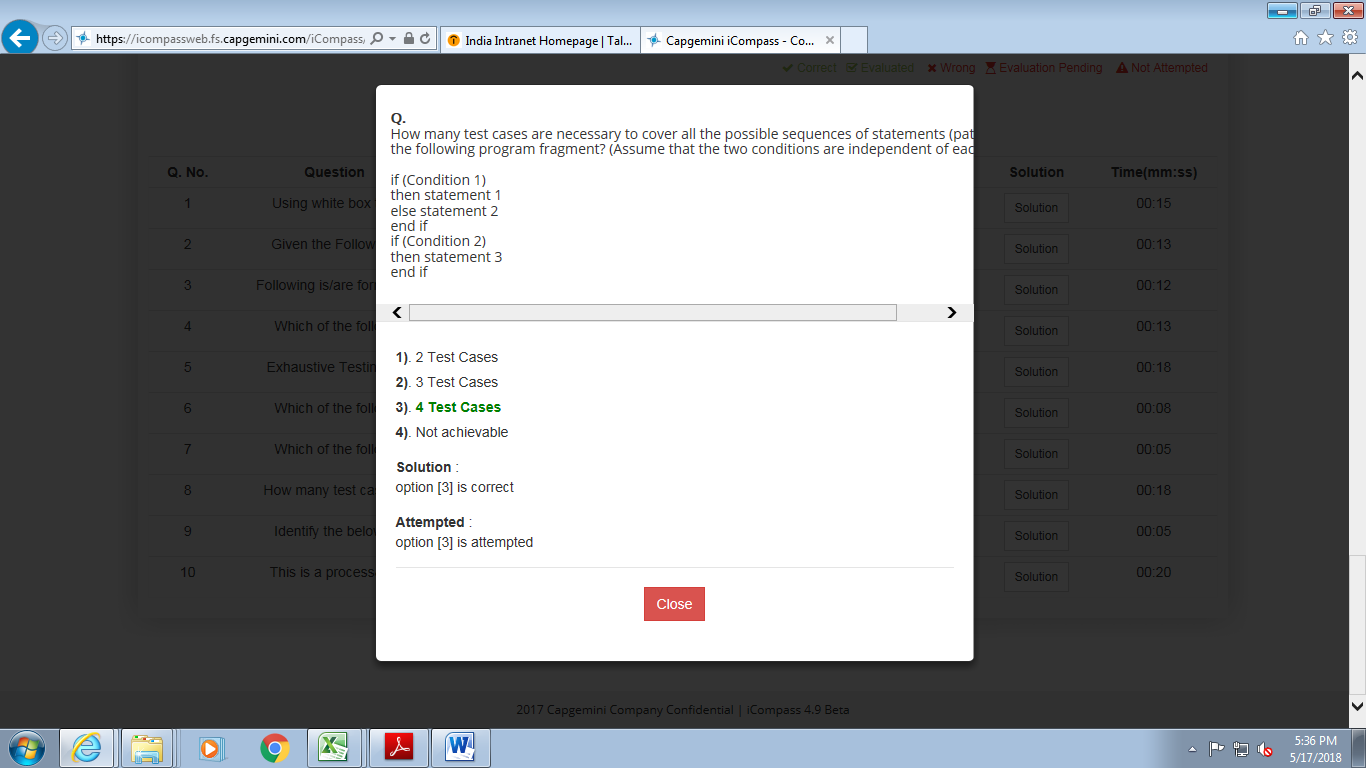 https://icompassweb.fs.capgemini.com/iCompass,
India Intranet Homepage | Tal...
Capgemini iCompass - Co...
Correct Evaluated Wrong Evaluation Pending Not Attempted
Q.
How many test cases are necessary to cover all the possible sequences of statements (pat
the following program fragment? (Assume that the two conditions are independent of eac
if (Condition 1)
then statement 1
else statement 2
end if
if (Condition 2)
then statement 3
end if
1). 2 Test Cases
2). 3 Test Cases
3). 4 Test Cases
4). Not achievable
Solution :
option [3] is correct
Attempted :
option [3] is attempted
Close
Q. No. Question Solution Time(mm:ss)
1 Using white box Solution 00:15
2 Given the Follow Solution 00:13
3 Following is/are for Solution 00:12
4 Which of the foll Solution 00:13
5 Exhaustive Testin Solution 00:18
6 Which of the foll Solution 00:08
7 Which of the foll Solution 00:05
8 How many test ca Solution 00:18
9 Identify the belo Solution 00:05
10 This is a process Solution 00:20
2017 Capgemini Company Confidential | iCompass 4.9 Beta
5:36 PM
5/17/2018